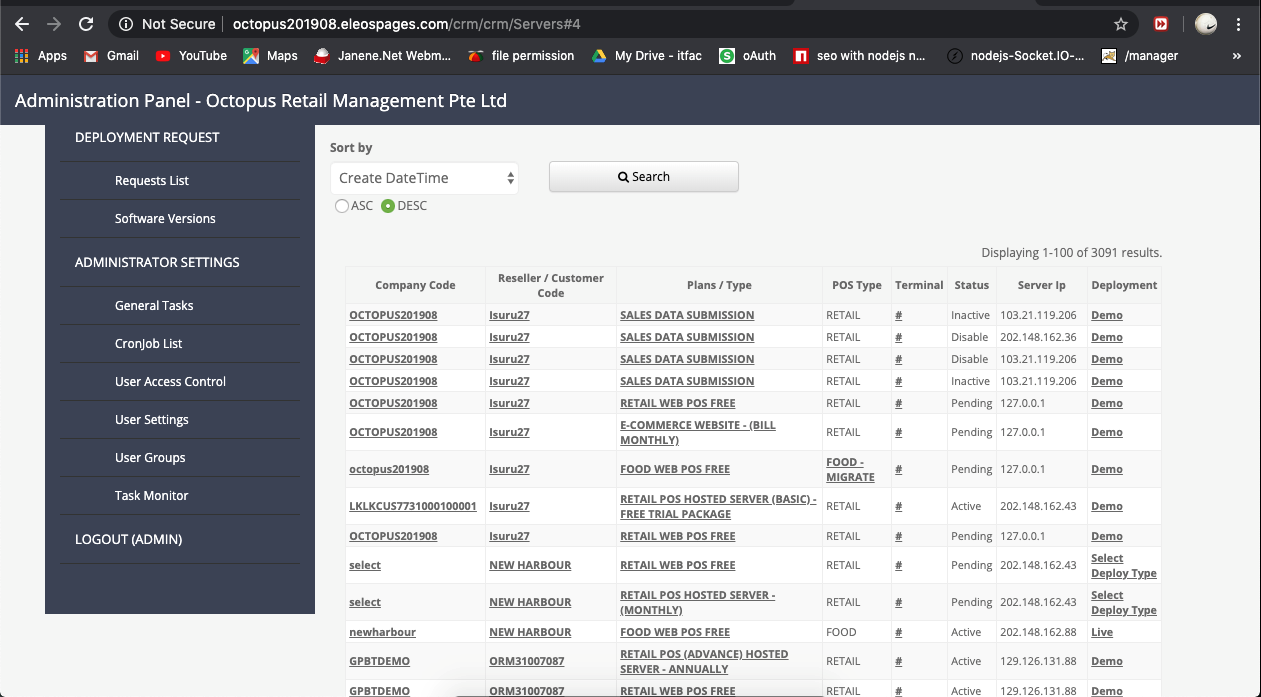 Not Secure octopus201908.eleospages.com/crm/crm/Servers#4
Apps Gmail YouTube Maps Janene.Net Webm... file permission My Drive - itfac oAuth seo with nodejs n... nodejs-Socket.IO-... /manager »
Administration Panel - Octopus Retail Management Pte Ltd
DEPLOYMENT REQUEST
Requests List
Software Versions
ADMINISTRATOR SETTINGS
General Tasks
CronJob List
User Access Control
User Settings
User Groups
Task Monitor
LOGOUT (ADMIN)
Sort by
Create DateTime
Search
ASC DESC
Displaying 1-100 of 3091 results.
Company Code Reseller / Customer Code Plans / Type POS Type Terminal Status Server Ip Deployment
OCTOPUS201908 Isuru27 SALES DATA SUBMISSION RETAIL # Inactive 103.21.119.206 Demo
OCTOPUS201908 Isuru27 SALES DATA SUBMISSION RETAIL # Disable 202.148.162.36 Demo
OCTOPUS201908 Isuru27 SALES DATA SUBMISSION RETAIL # Disable 103.21.119.206 Demo
OCTOPUS201908 Isuru27 SALES DATA SUBMISSION RETAIL # Inactive 103.21.119.206 Demo
OCTOPUS201908 Isuru27 RETAIL WEB POS FREE RETAIL # Pending 127.0.0.1 Demo
OCTOPUS201908 Isuru27 E-COMMERCE WEBSITE - (BILL MONTHLY) RETAIL # Pending 127.0.0.1 Demo
octopus201908 Isuru27 FOOD WEB POS FREE FOOD - MIGRATE # Pending 127.0.0.1 Demo
LKLKCUS7731000100001 Isuru27 RETAIL POS HOSTED SERVER (BASIC) - FREE TRIAL PACKAGE RETAIL # Active 202.148.162.43 Demo
OCTOPUS201908 Isuru27 RETAIL WEB POS FREE RETAIL # Pending 127.0.0.1 Demo
select NEW HARBOUR RETAIL WEB POS FREE RETAIL # Pending 202.148.162.43 Select Deploy Type
select NEW HARBOUR RETAIL POS HOSTED SERVER - (MONTHLY) RETAIL # Pending 202.148.162.43 Select Deploy Type
newharbour NEW HARBOUR FOOD WEB POS FREE FOOD # Active 202.148.162.88 Live
GPBTDEMO ORM31007087 RETAIL POS (ADVANCE) HOSTED SERVER - ANNUALLY RETAIL # Active 129.126.131.88 Demo
GPBTDEMO ORM31007087 RETAIL WEB POS FREE RETAIL # Active 129.126.131.88 Demo